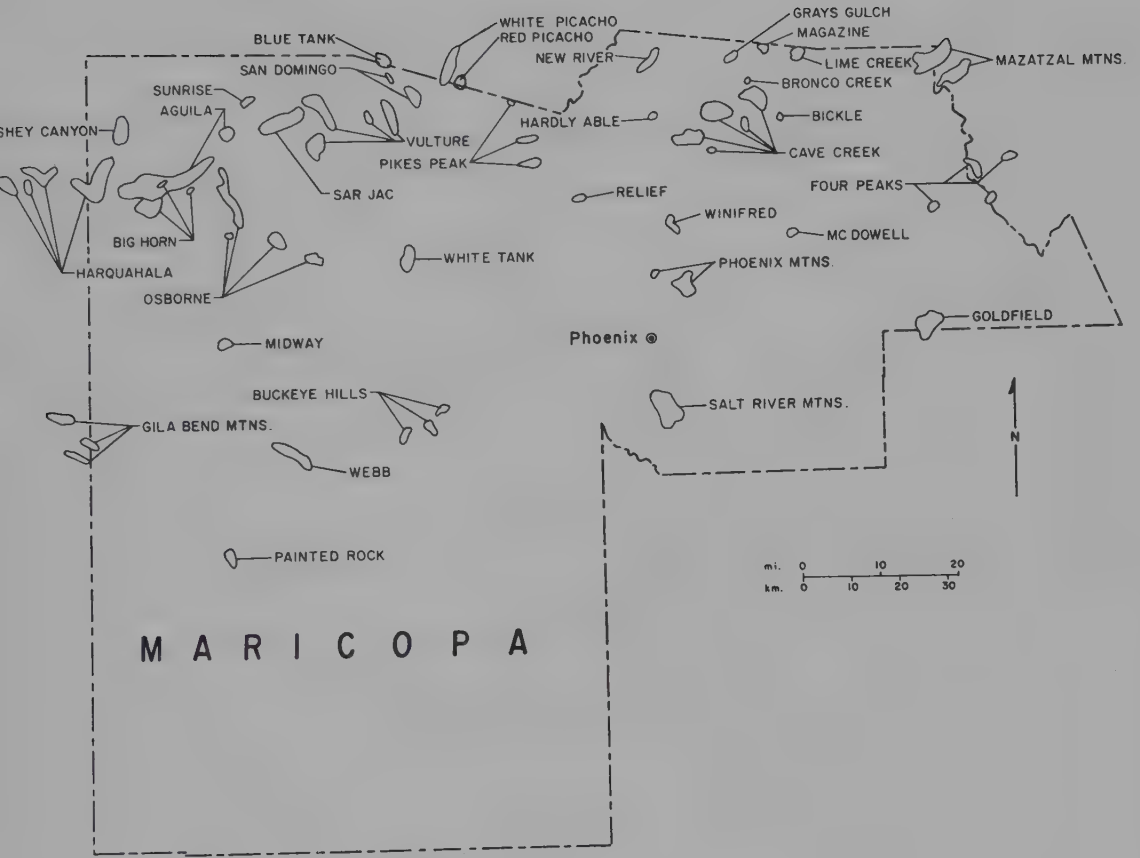 GRAYS GULCH
WHITE PICACHO
RED PICACHO
MAGAZINE
BLUE TANK
NEW RIVER
LIME CREEK
MAZATZAL MTNS.
SAN DOMINGO
BRONCO CREEK
SUNRISE
AGUILA
HARDLY ABLE
BICKLE
SHEY CANYON
VULTURE
CAVE CREEK
PIKES PEAK
SAR JAC
RELIEF
FOUR PEAKS
WINIFRED
MC DOWELL
BIG HORN
WHITE TANK
PHOENIX MTNS.
HARQUAHALA
OSBORNE
GOLDFIELD
Phoenix
MIDWAY
BUCKEYE HILLS
SALT RIVER MTNS.
GILA BEND MTNS.
N
WEBB
PAINTED ROCK
mi. 0 10 20
km. 0 10 20 30
MARICOPA